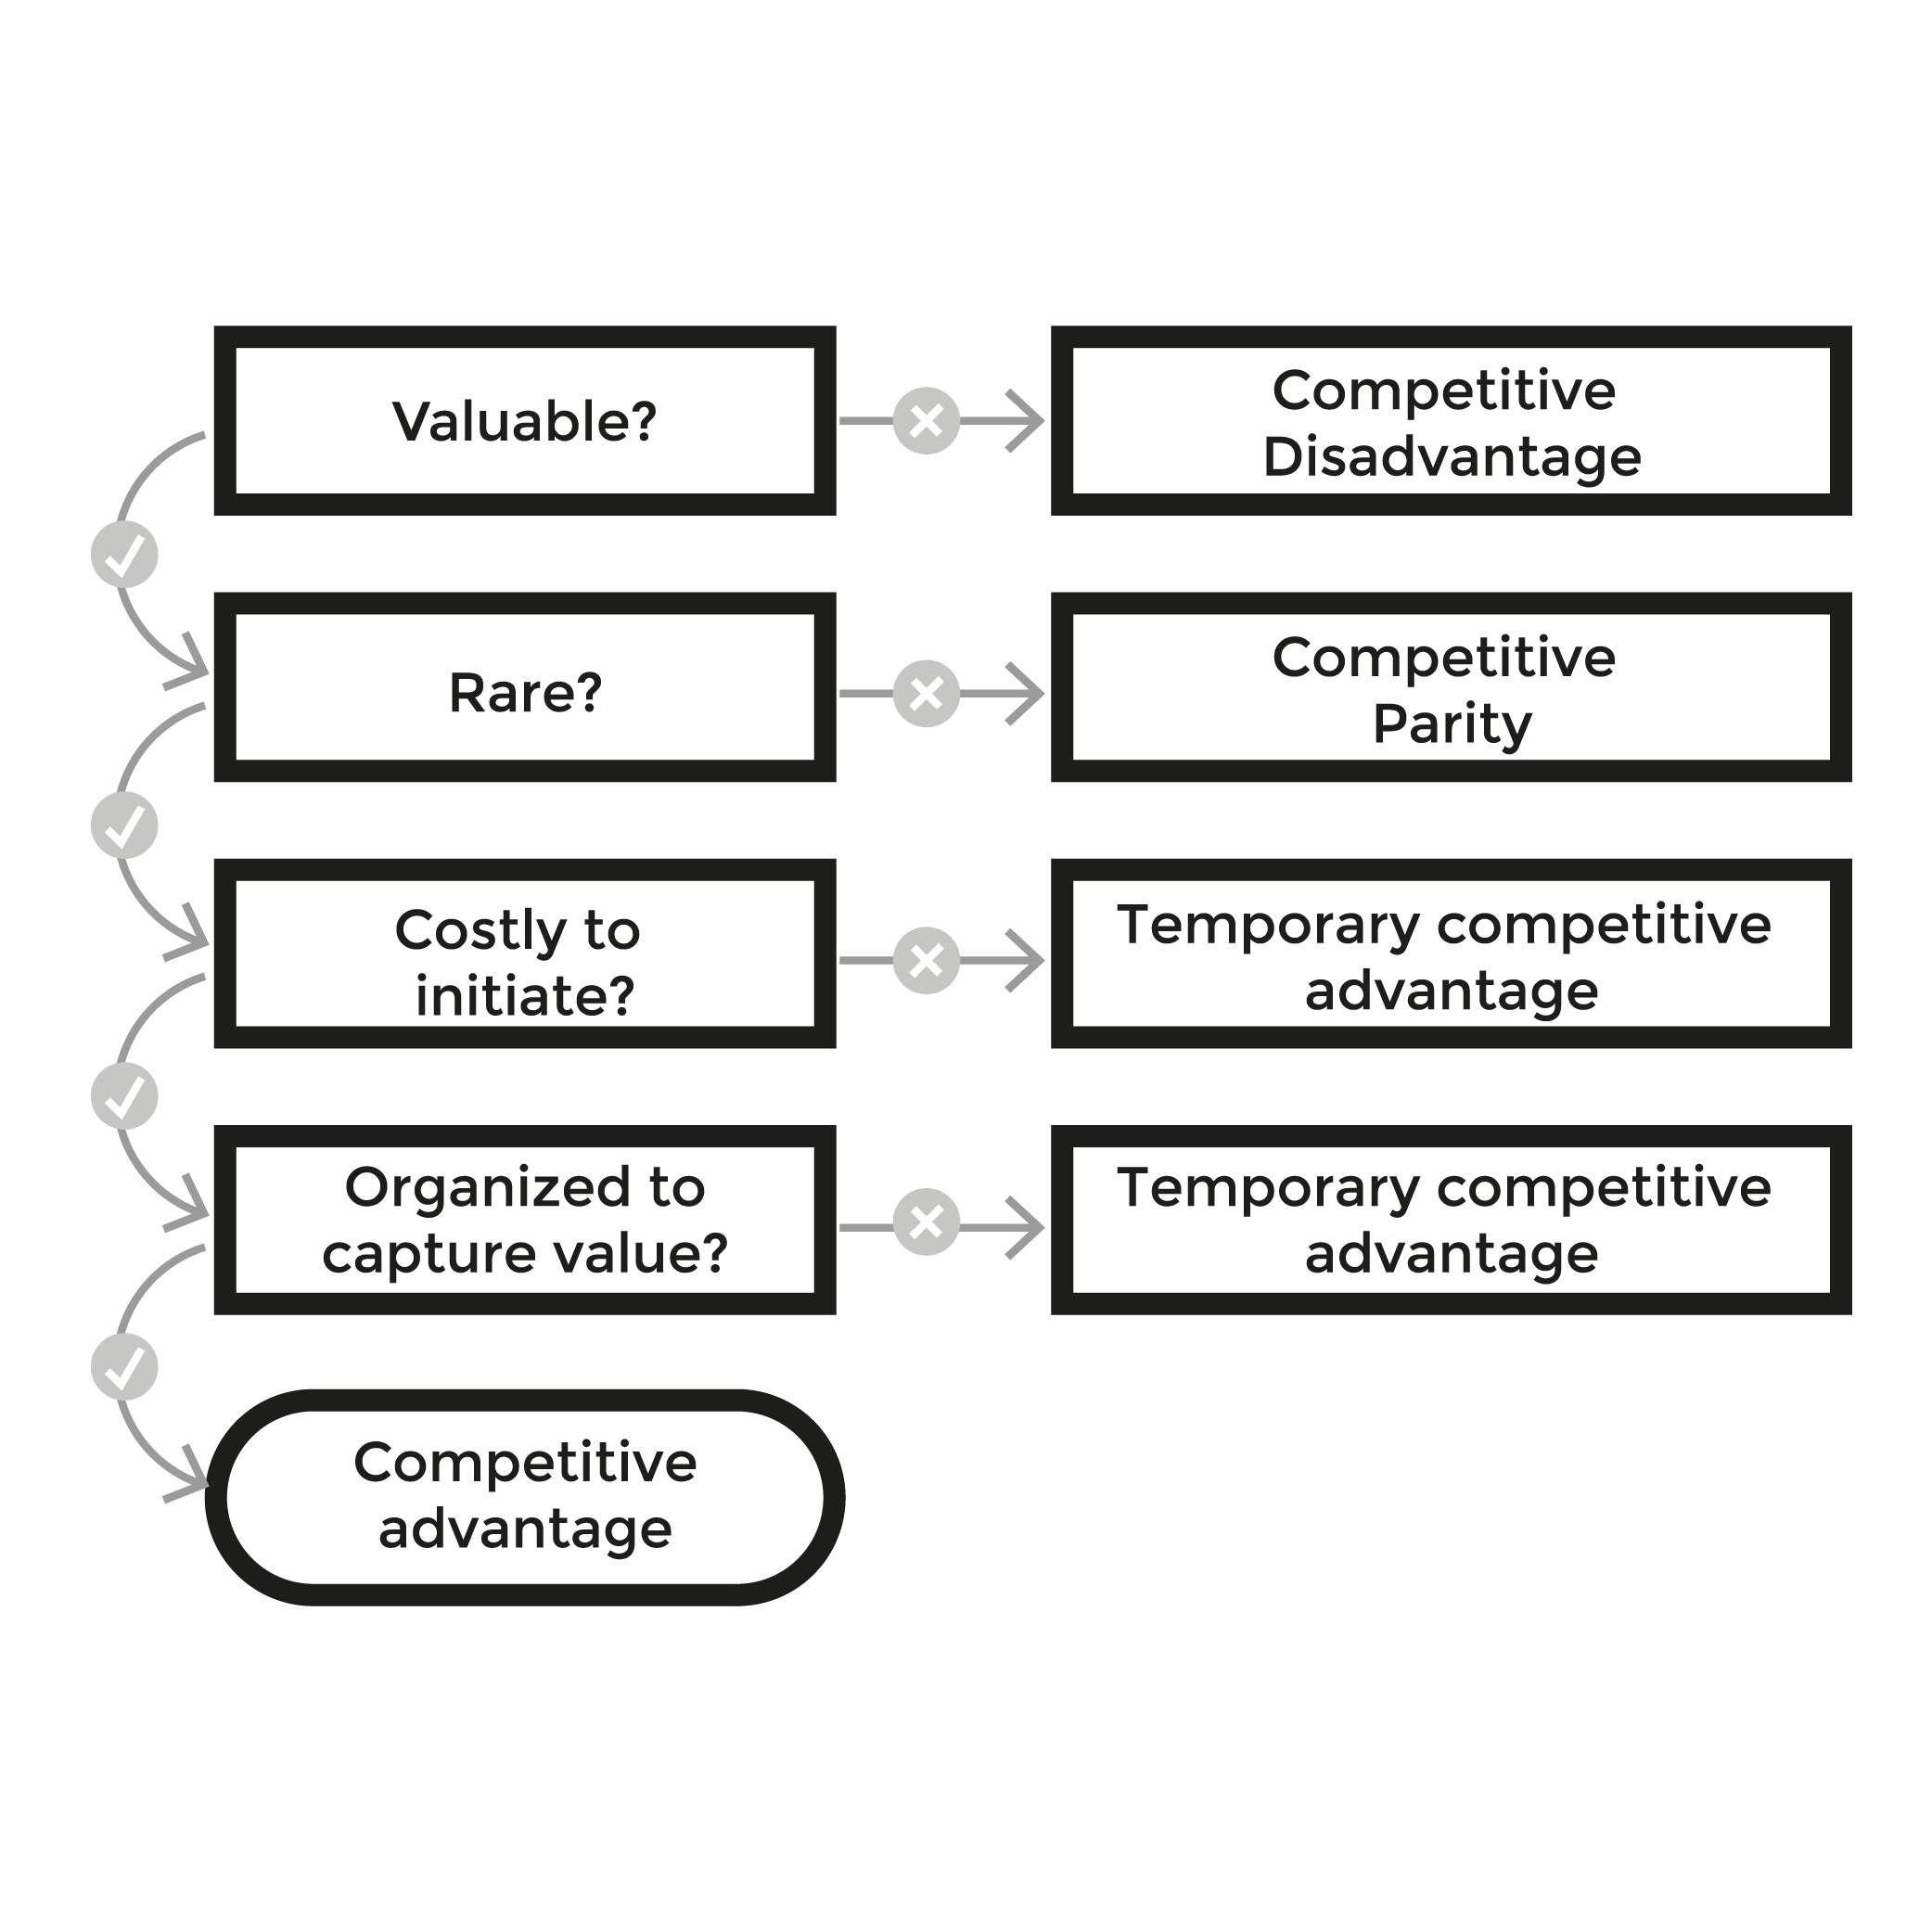 Valuable?
Competitive
Disadvantage
Rare?
Competitive
Parity
Costly to
initiate?
Temporary competitive
advantage
Organized to
capture value?
Temporary competitive
advantage
Competitive
advantage